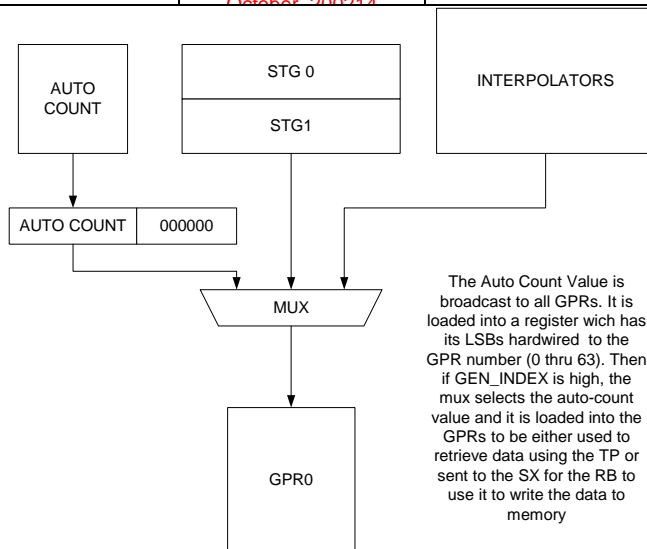 October, 200214
AUTO
COUNT
STG 0
STG1
INTERPOLATORS
AUTO COUNT
000000
MUX
The Auto Count Value is
broadcast to all GPRs. It is
loaded into a register wich has
its LSBs hardwired to the
GPR number (0 thru 63). Then
if GEN_INDEX is high, the
mux selects the auto-count
value and it is loaded into the
GPRs to be either used to
retrieve data using the TP or
sent to the SX for the RB to
use it to write the data to
memory
GPR0